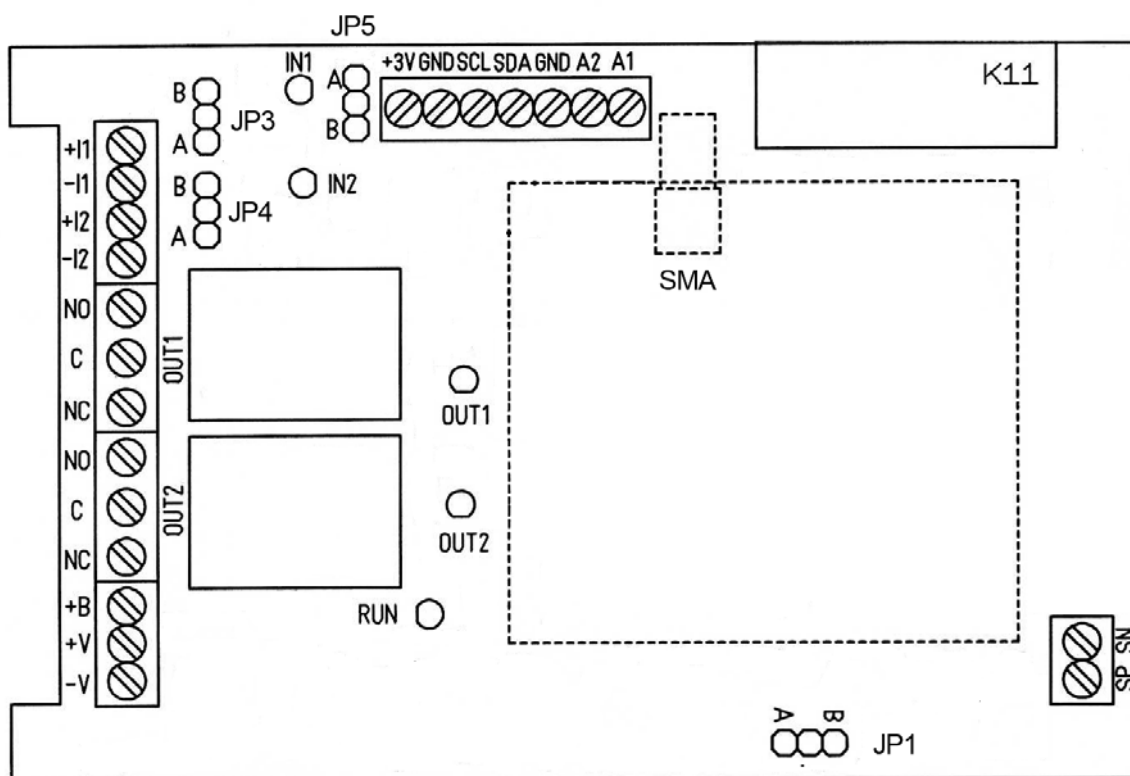 JP5
IN1
A
+3V GND SCL SDA GND A2 A1
K11
B
JP3
A
B
+I1
-I1
+I2
-I2
B
JP4
A
IN2
SMA
NO
C
NC
OUT1
OUT1
NO
C
NC
OUT2
OUT2
RUN
+B
+V
-V
SN
SP
A B
JP1